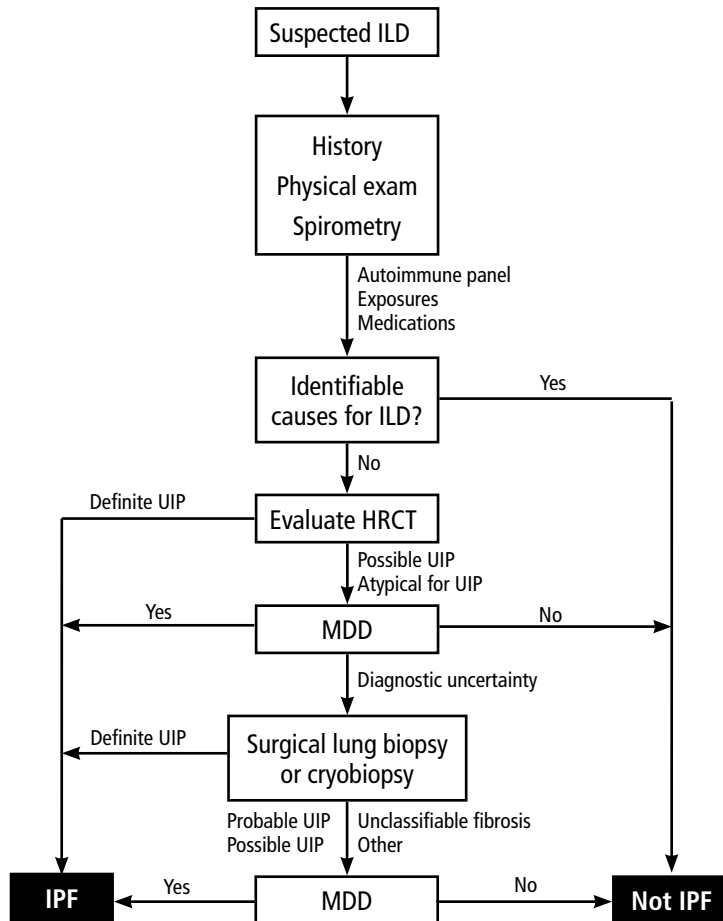 Suspected ILD
History
Physical exam
Spirometry
Autoimmune panel
Exposures
Medications
Identifiable
causes for ILD?
Yes
No
Definite UIP
Evaluate HRCT
Possible UIP
Atypical for UIP
Yes
MDD
No
Diagnostic uncertainty
Definite UIP
Surgical lung biopsy
or cryobiopsy
Probable UIP
Possible UIP
Unclassifiable fibrosis
Other
IPF
Yes
MDD
No
Not IPF